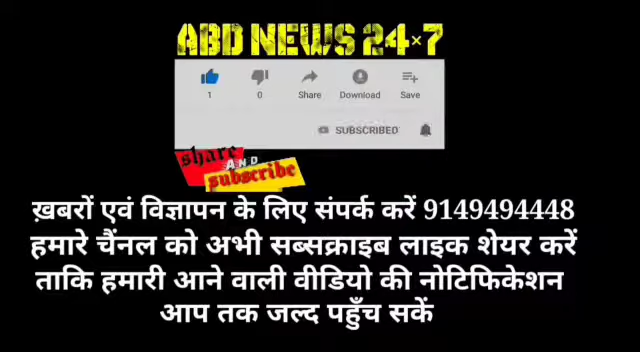 ABD NEWS 24×7
1 0 Share Download Save
SUBSCRIBED
share
AND
subscribe
ख़बरों एवं विज्ञापन के लिए संपर्क करें 9149494448
हमारे चैंनल को अभी सब्सक्राइब लाइक शेयर करें
ताकि हमारी आने वाली वीडियो की नोटिफिकेशन
आप तक जल्द पहुँच सकें